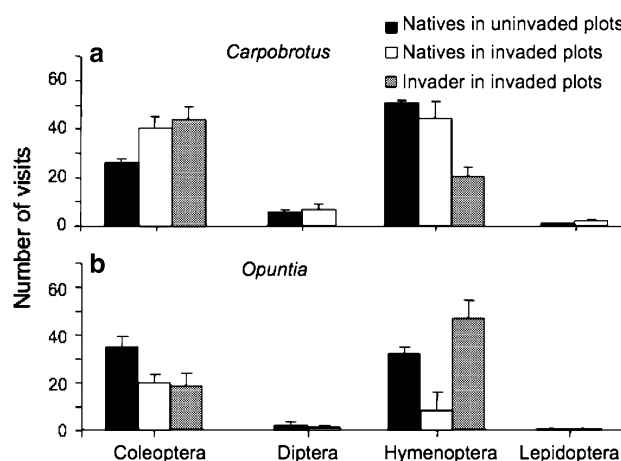 Natives in uninvaded plots
Natives in invaded plots
Invader in invaded plots
a
Carpobrotus
60
40
20
0
Number of visits
b
Opuntia
60
40
20
0
Coleoptera Diptera Hymenoptera Lepidoptera